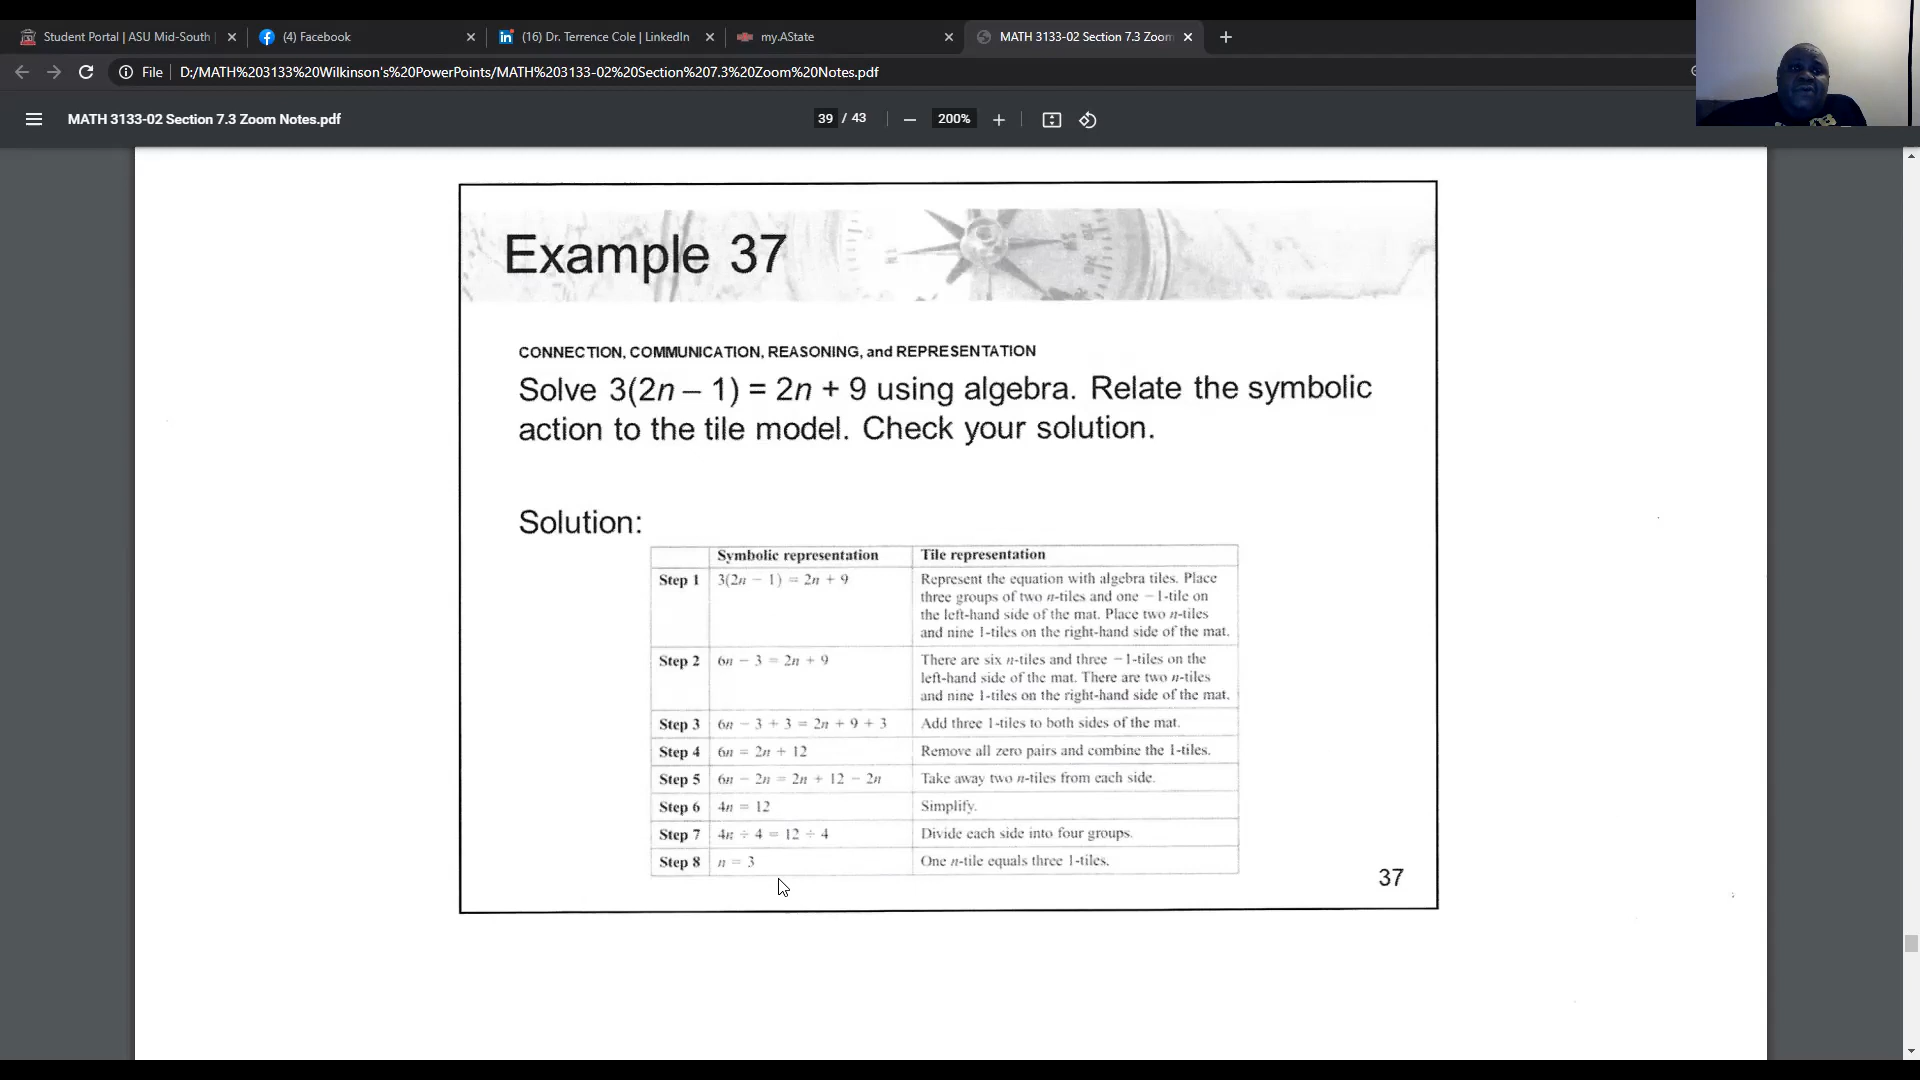 Student Portal | ASU Mid-South
(4) Facebook
(16) Dr. Terrence Cole | LinkedIn
my.AState
MATH 3133-02 Section 7.3 Zoom
File
D:/MATH%203133%20Wilkinson's%20PowerPoints/MATH%203133-02%20Section%207.3%20Zoom%20Notes.pdf
MATH 3133-02 Section 7.3 Zoom Notes.pdf
39 / 43
200%
Example 37
CONNECTION, COMMUNICATION, REASONING, and REPRESENTATION
Solve 3(2n – 1) = 2n + 9 using algebra. Relate the symbolic
action to the tile model. Check your solution.
Solution:
Symbolic representation
Tile representation
Step 1
3(2n − 1) = 2n + 9
Represent the equation with algebra tiles. Place
three groups of two n-tiles and one −1-tile on
the left-hand side of the mat. Place two n-tiles
and nine 1-tiles on the right-hand side of the mat.
Step 2
6n − 3 = 2n + 9
There are six n-tiles and three −1-tiles on the
left-hand side of the mat. There are two n-tiles
and nine 1-tiles on the right-hand side of the mat.
Step 3
6n − 3 + 3 = 2n + 9 + 3
Add three 1-tiles to both sides of the mat.
Step 4
6n = 2n + 12
Remove all zero pairs and combine the 1-tiles.
Step 5
6n − 2n = 2n + 12 − 2n
Take away two n-tiles from each side.
Step 6
4n = 12
Simplify.
Step 7
4n ÷ 4 = 12 ÷ 4
Divide each side into four groups.
Step 8
n = 3
One n-tile equals three 1-tiles.
37